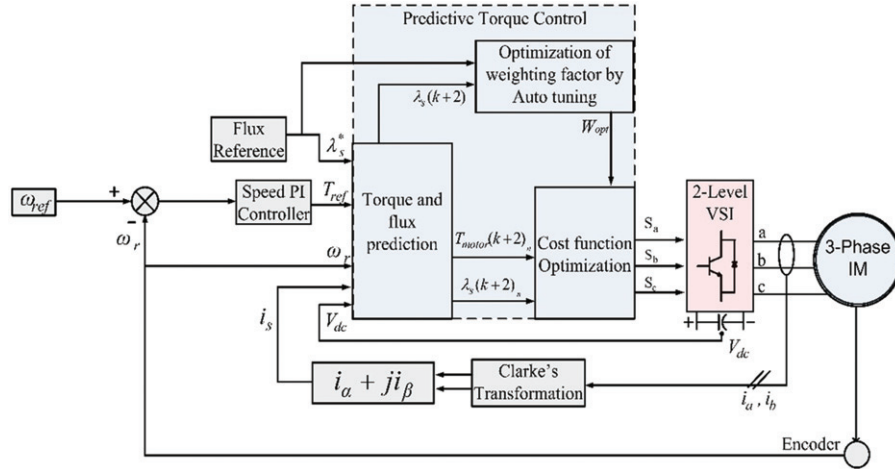 Predictive Torque Control
Optimization of
weighting factor by
Auto tuning
λs(k+2)
Wopt
Flux
Reference
λs*
ωref
+
-
ωr
Speed PI
Controller
Tref
Torque and
flux
prediction
ωr
Tmotor(k+2)n
λs(k+2)n
Cost function
Optimization
Sa
Sb
Sc
2-Level
VSI
a
b
c
3-Phase
IM
+
-
Vdc
is
Vdc
iα + jiβ
Clarke's
Transformation
ia , ib
Encoder